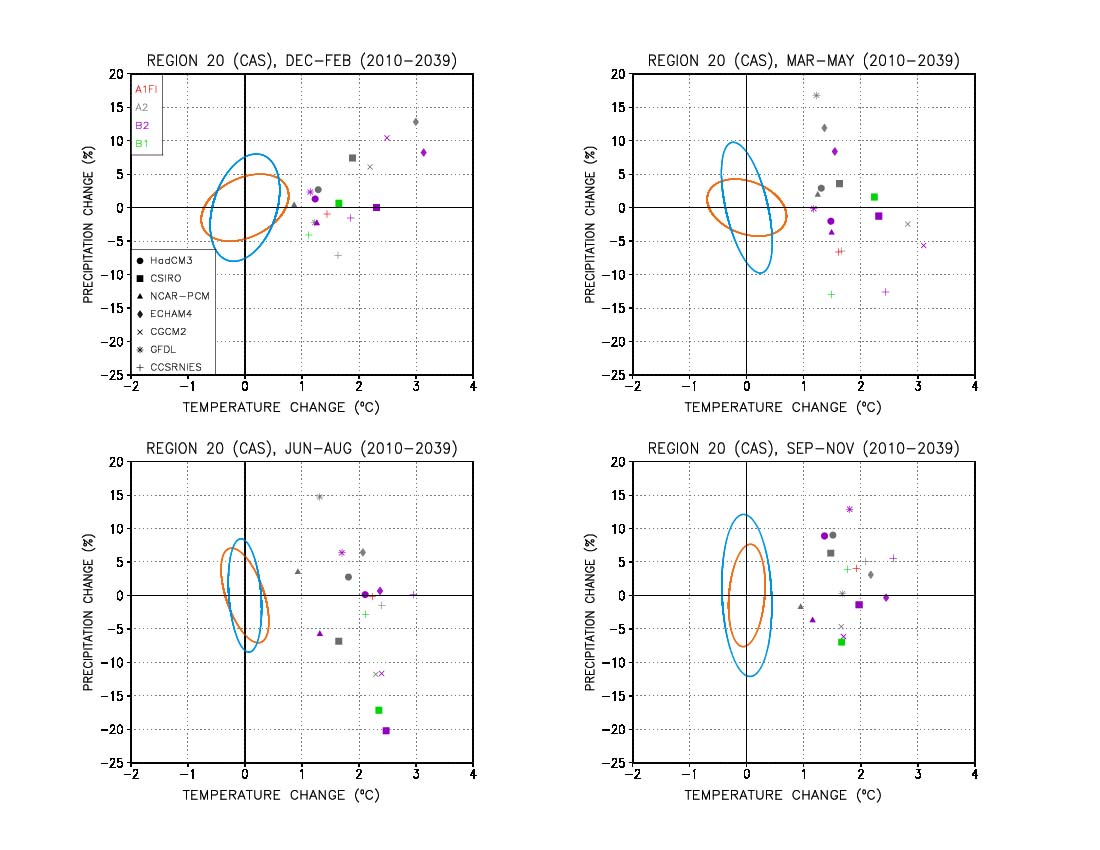 REGION 20 (CAS), DEC-FEB (2010-2039)
A1FI
A2
B2
B1
HadCM3
CSIRO
NCAR-PCM
ECHAM4
CGCM2
GFDL
CCSRNIES
PRECIPITATION CHANGE (%)
20
15
10
5
0
-5
-10
-15
-20
-25
-2
-1
0
1
2
3
4
TEMPERATURE CHANGE (ºC)
REGION 20 (CAS), MAR-MAY (2010-2039)
PRECIPITATION CHANGE (%)
20
15
10
5
0
-5
-10
-15
-20
-25
-2
-1
0
1
2
3
4
TEMPERATURE CHANGE (ºC)
REGION 20 (CAS), JUN-AUG (2010-2039)
PRECIPITATION CHANGE (%)
20
15
10
5
0
-5
-10
-15
-20
-25
-2
-1
0
1
2
3
4
TEMPERATURE CHANGE (ºC)
REGION 20 (CAS), SEP-NOV (2010-2039)
PRECIPITATION CHANGE (%)
20
15
10
5
0
-5
-10
-15
-20
-25
-2
-1
0
1
2
3
4
TEMPERATURE CHANGE (ºC)